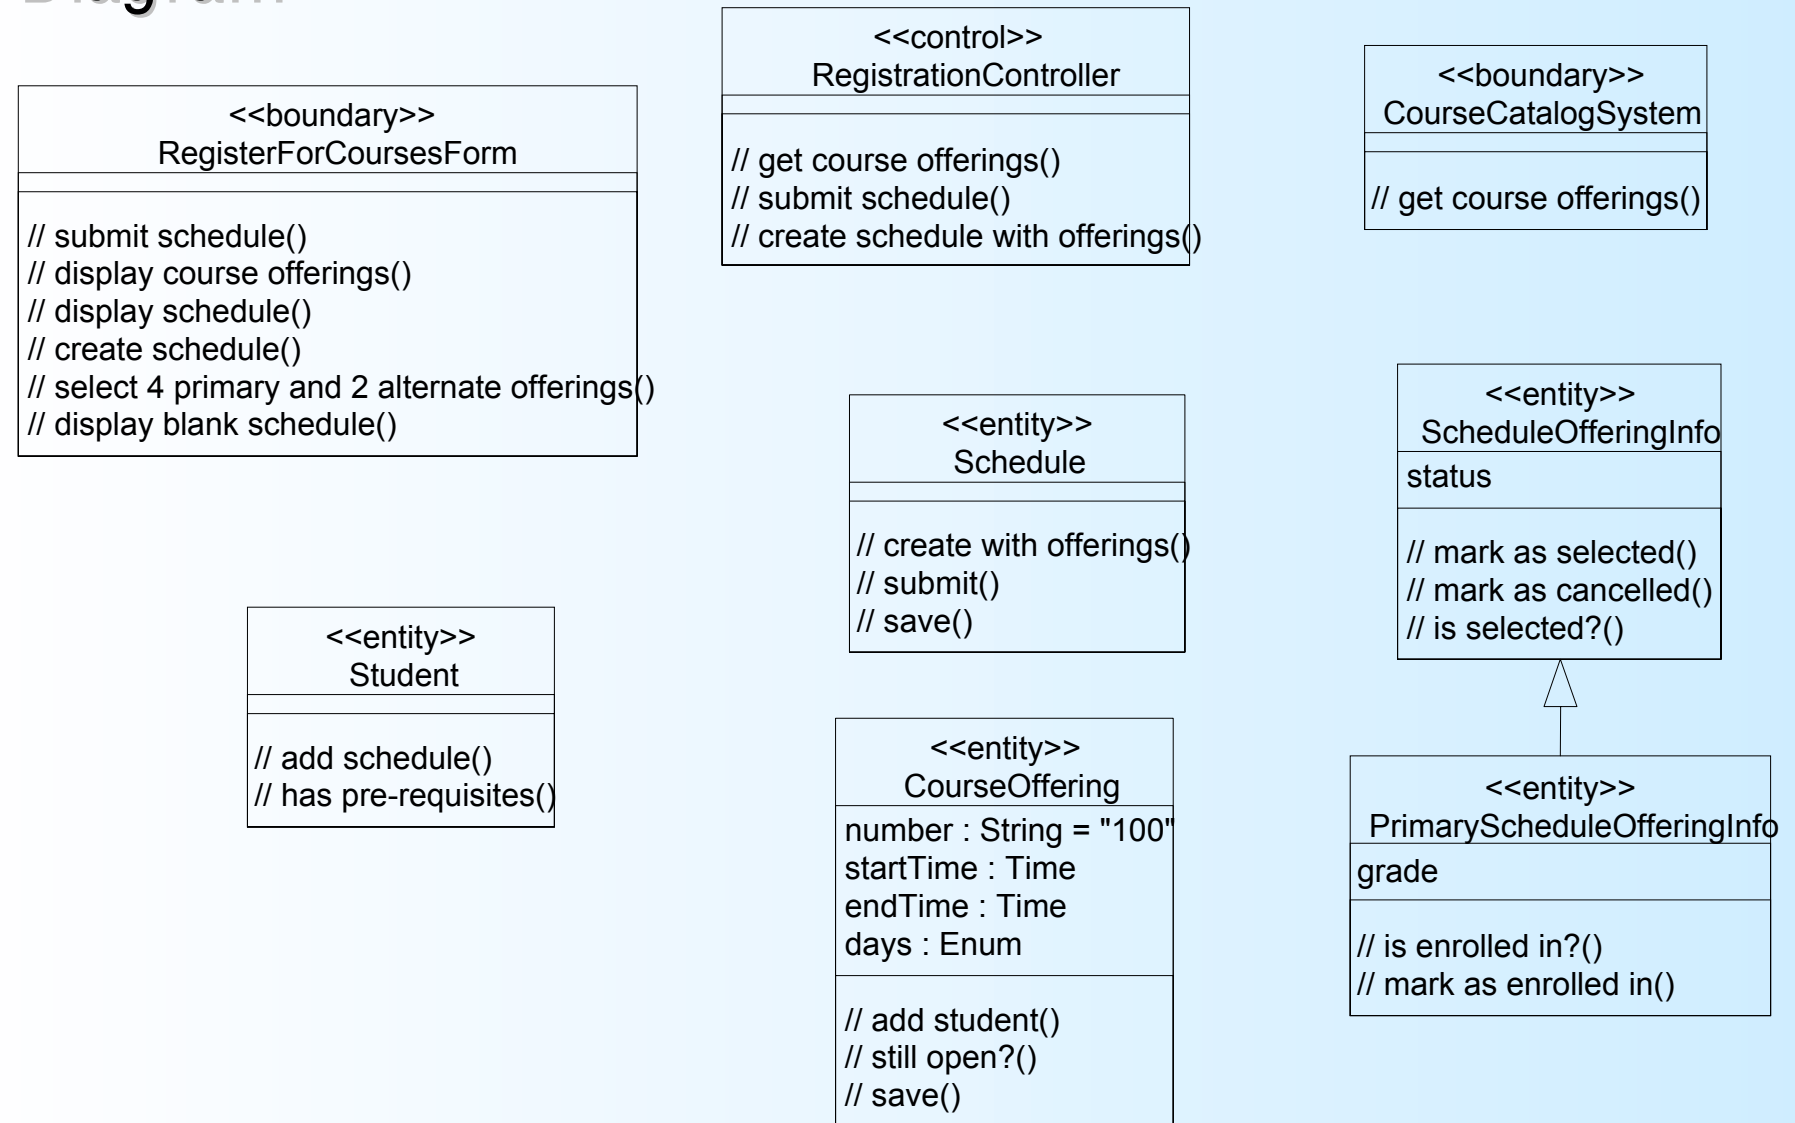 Diagram
<<boundary>>
RegisterForCoursesForm
// submit schedule()
// display course offerings()
// display schedule()
// create schedule()
// select 4 primary and 2 alternate offerings()
// display blank schedule()
<<control>>
RegistrationController
// get course offerings()
// submit schedule()
// create schedule with offerings()
<<boundary>>
CourseCatalogSystem
// get course offerings()
<<entity>>
Schedule
// create with offerings()
// submit()
// save()
<<entity>>
ScheduleOfferingInfo
status
// mark as selected()
// mark as cancelled()
// is selected?()
<<entity>>
Student
// add schedule()
// has pre-requisites()
<<entity>>
CourseOffering
number : String = "100"
startTime : Time
endTime : Time
days : Enum
// add student()
// still open?()
// save()
<<entity>>
PrimaryScheduleOfferingInfo
grade
// is enrolled in?()
// mark as enrolled in()